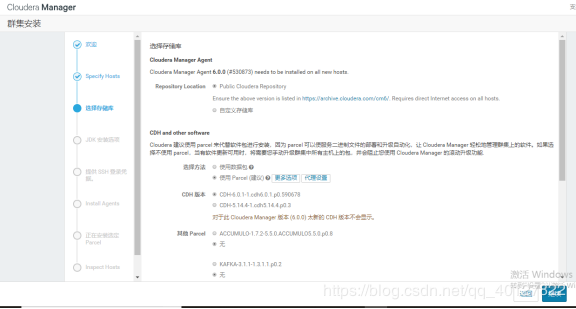 Cloudera Manager
支
群集安装
欢迎
Specify Hosts
选择存储库
JDK 安装选项
提供 SSH 登录凭据。
Install Agents
正在安装选定 Parcel
Inspect Hosts
选择存储库
Cloudera Manager Agent
Cloudera Manager Agent 6.0.0 (#530873) needs to be installed on all new hosts.
Repository Location
Public Cloudera Repository
Ensure the above version is listed in https://archive.cloudera.com/cm6/. Requires direct Internet access on all hosts.
自定义存储库
CDH and other software
Cloudera 建议使用 parcel 来代替软件包进行安装，因为 parcel 可以使服务二进制文件的部署和升级自动化，让 Cloudera Manager 轻松地管理群集上的软件。如果选
择不使用 parcel，当有软件更新可用时，将需要您手动升级群集中所有主机上的包，并会阻止您使用 Cloudera Manager 的滚动升级功能。
选择方法
使用数据包
使用 Parcel (建议) 更多选项 代理设置
CDH 版本
CDH-6.0.1-1.cdh6.0.1.p0.590678
CDH-5.14.4-1.cdh5.14.4.p0.3
对于此 Cloudera Manager 版本 (6.0.0) 太新的 CDH 版本不会显示。
其他 Parcel
ACCUMULO-1.7.2-5.5.0.ACCUMULO5.5.0.p0.8
无
KAFKA-3.1.1-1.3.1.1.p0.2
无
激活 Windows
返回
继续